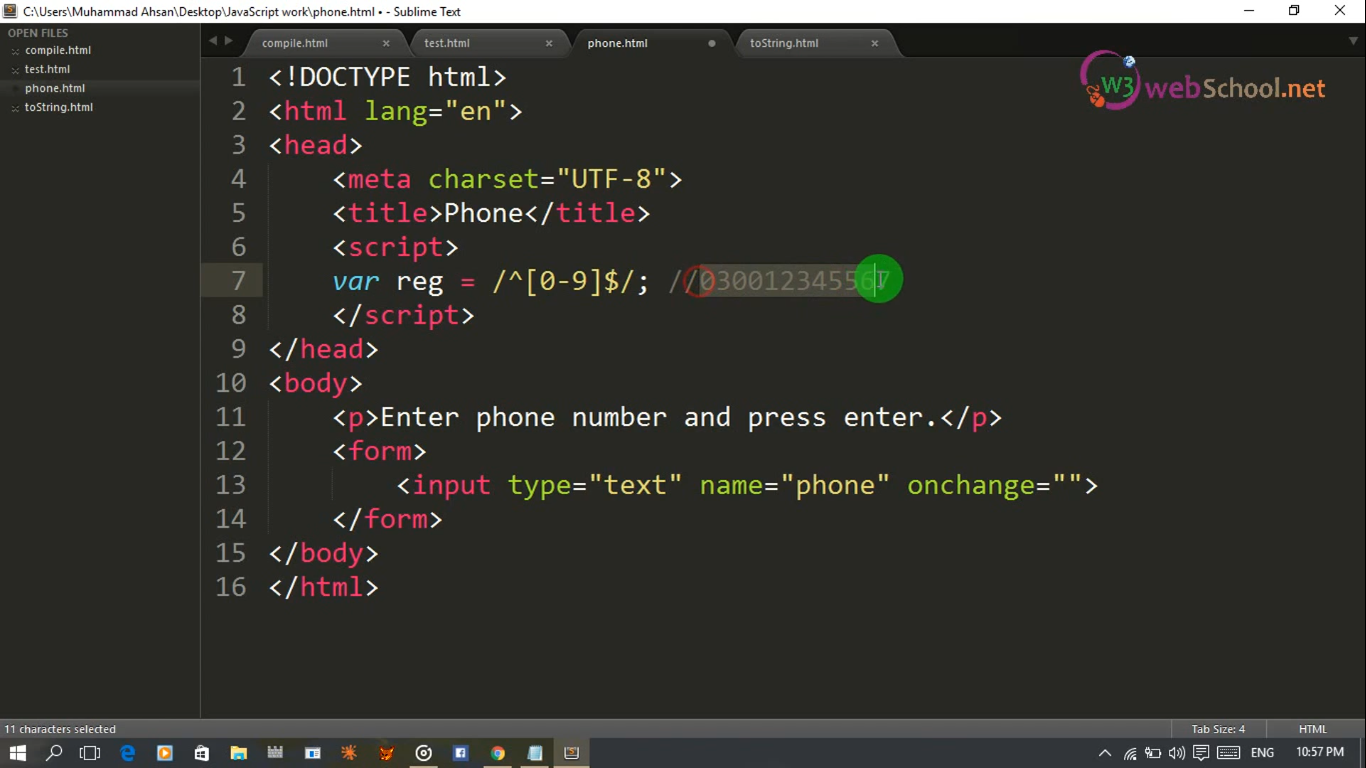 C:\Users\Muhammad Ahsan\Desktop\JavaScript work\phone.html • - Sublime Text
OPEN FILES
compile.html
test.html
phone.html
toString.html
compile.html
test.html
phone.html
toString.html
W3webSchool.net
1 <!DOCTYPE html>
2 <html lang="en">
3 <head>
4 <meta charset="UTF-8">
5 <title>Phone</title>
6 <script>
7 var reg = /^[0-9]$/; //030012345567
8 </script>
9 </head>
10 <body>
11 <p>Enter phone number and press enter.</p>
12 <form>
13 <input type="text" name="phone" onchange="">
14 </form>
15 </body>
16 </html>
11 characters selected
Tab Size: 4
HTML
ENG
10:57 PM